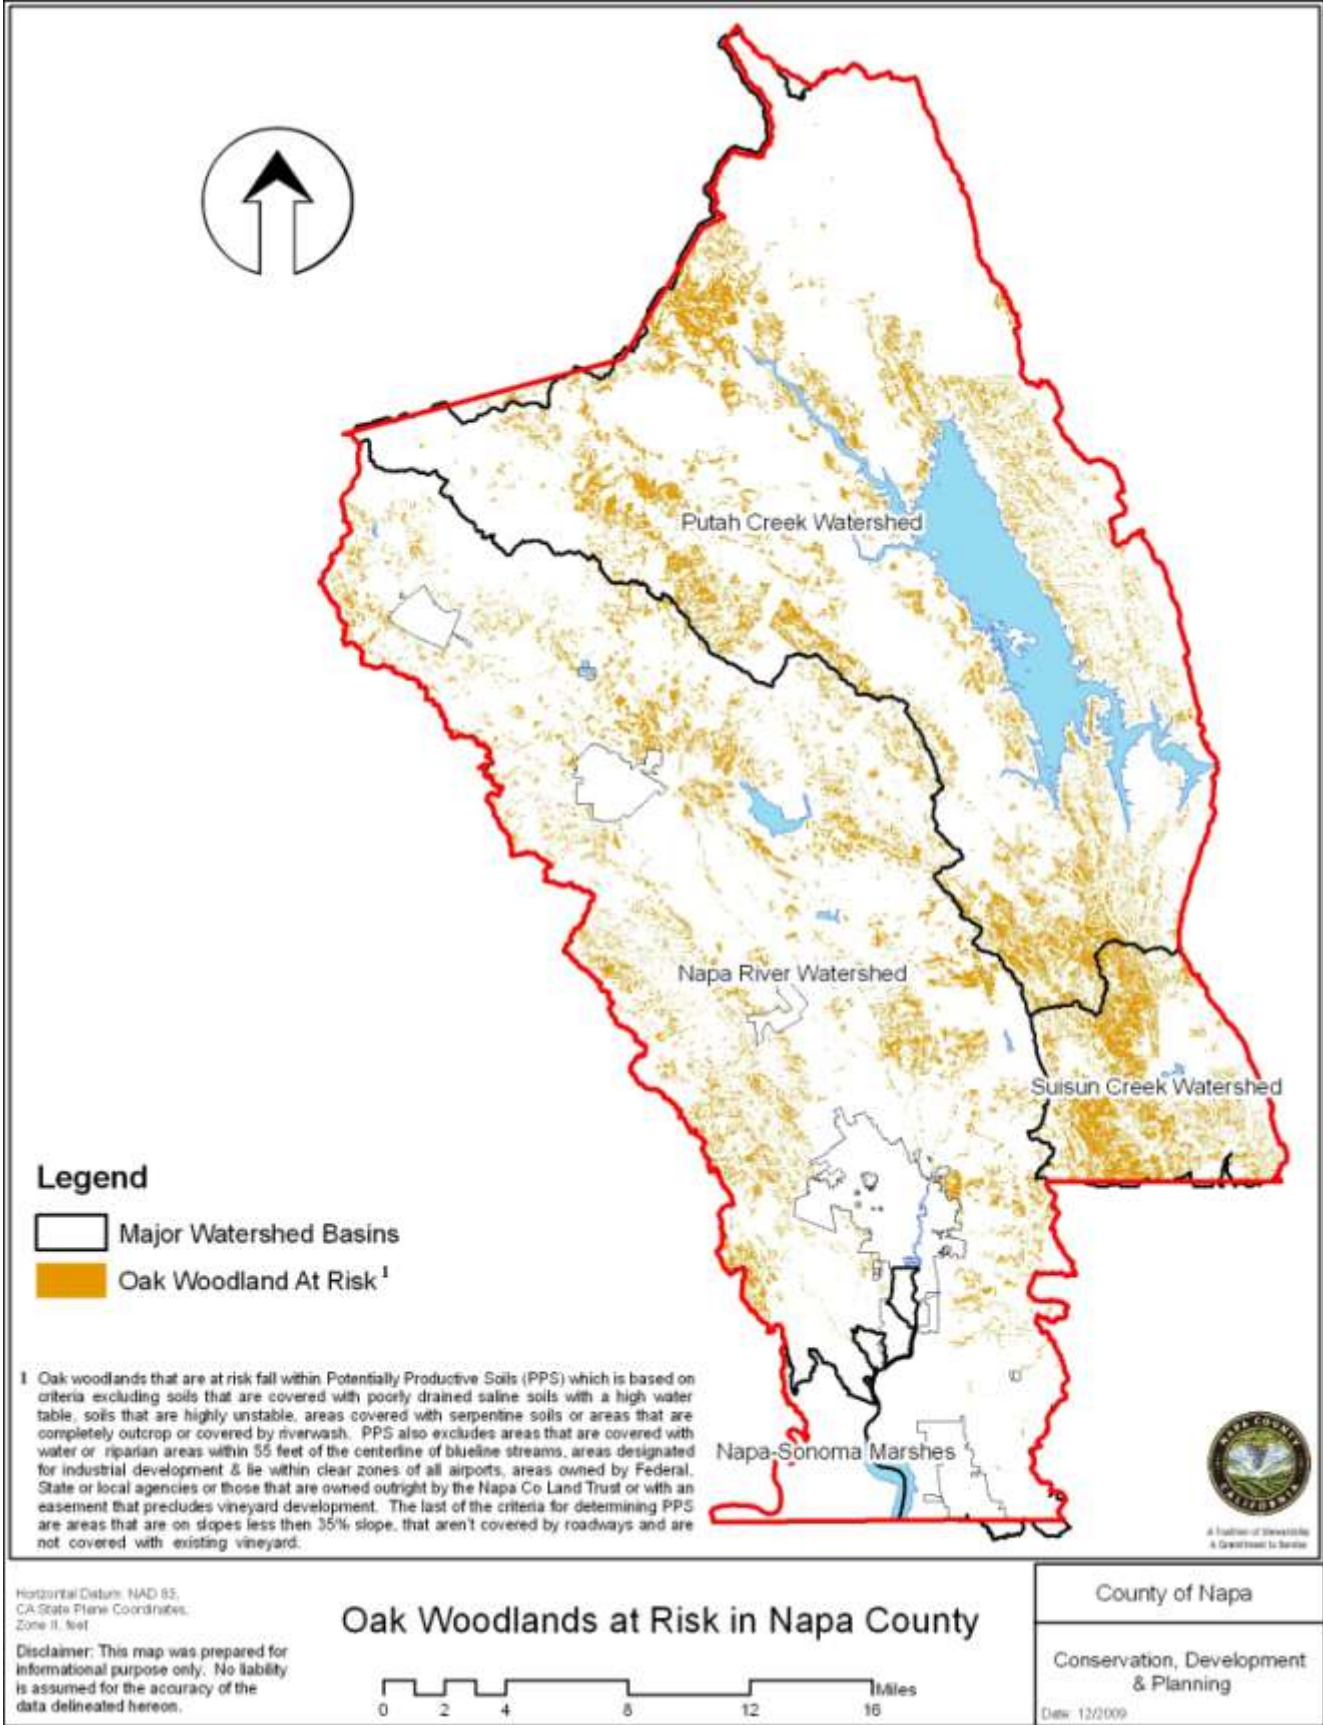 Putah Creek Watershed
Napa River Watershed
Suisun Creek Watershed
Napa-Sonoma Marshes
Legend
Major Watershed Basins
Oak Woodland At Risk 1
1 Oak woodlands that are at risk fall within Potentially Productive Soils (PPS) which is based on
criteria excluding soils that are covered with poorly drained saline soils with a high water
table, soils that are highly unstable, areas covered with serpentine soils or areas that are
completely outcrop or covered by riverwash. PPS also excludes areas that are covered with
water or riparian areas within 55 feet of the centerline of blueline streams, areas designated
for industrial development & lie within clear zones of all airports, areas owned by Federal,
State or local agencies or those that are owned outright by the Napa Co Land Trust or with an
easement that precludes vineyard development. The last of the criteria for determining PPS
are areas that are on slopes less then 35% slope, that aren't covered by roadways and are
not covered with existing vineyard.
NAPA COUNTY
CALIFORNIA
A Tradition of Stewardship
A Commitment to Service
Horizontal Datum: NAD 83,
CA State Plane Coordinates,
Zone II, feet
Disclaimer: This map was prepared for
informational purpose only. No liability
is assumed for the accuracy of the
data delineated hereon.
Oak Woodlands at Risk in Napa County
0 2 4 8 12 16 Miles
County of Napa
Conservation, Development
& Planning
Date: 12/2009